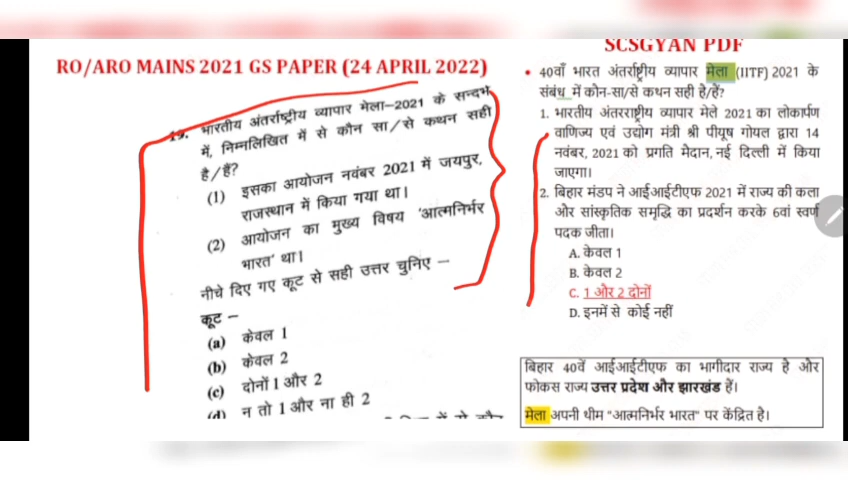 RO/ARO MAINS 2021 GS PAPER (24 APRIL 2022)
19. भारतीय अंतर्राष्ट्रीय व्यापार मेला–2021 के सन्दर्भ
में, निम्नलिखित में से कौन सा/से कथन सही
है/हैं?
(1) इसका आयोजन नवंबर 2021 में जयपुर,
राजस्थान में किया गया था।
(2) आयोजन का मुख्य विषय 'आत्मनिर्भर
भारत' था।
नीचे दिए गए कूट से सही उत्तर चुनिए –
कूट –
(a) केवल 1
(b) केवल 2
(c) दोनों 1 और 2
(d) न तो 1 और ना ही 2
SCSGYAN PDF
• 40वाँ भारत अंतर्राष्ट्रीय व्यापार मेला (IITF) 2021 के
संबंध में कौन-सा/से कथन सही है/हें?
1. भारतीय अंतरराष्ट्रीय व्यापार मेले 2021 का लोकार्पण
वाणिज्य एवं उद्योग मंत्री श्री पीयूष गोयल द्वारा 14
नवंबर, 2021 को प्रगति मैदान, नई दिल्ली में किया
जाएगा।
2. बिहार मंडप ने आईआईटीएफ 2021 में राज्य की कला
और सांस्कृतिक समृद्धि का प्रदर्शन करके 6वां स्वर्ण
पदक जीता।
A. केवल 1
B. केवल 2
C. 1 और 2 दोनों
D. इनमें से कोई नहीं
बिहार 40वें आईआईटीएफ का भागीदार राज्य है और
फोकस राज्य उत्तर प्रदेश और झारखंड हें।
मेला अपनी थीम "आत्मनिर्भर भारत" पर केंद्रित है।